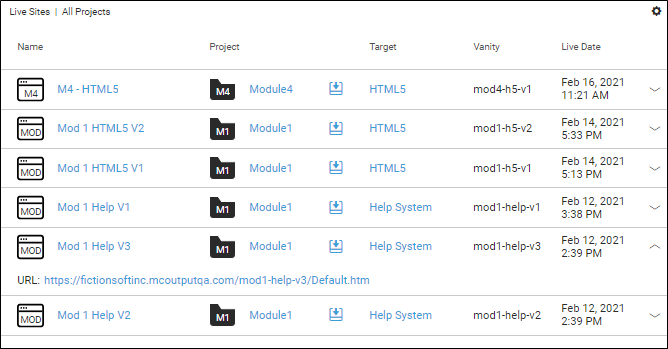 Live Sites | All Projects
Name Project Target Vanity Live Date
M4 M4 - HTML5 M4 Module4 HTML5 mod4-h5-v1 Feb 16, 2021
11:21 AM
MOD Mod 1 HTML5 V2 M1 Module1 HTML5 mod1-h5-v2 Feb 14, 2021
5:33 PM
MOD Mod 1 HTML5 V1 M1 Module1 HTML5 mod1-h5-v1 Feb 14, 2021
5:13 PM
MOD Mod 1 Help V1 M1 Module1 Help System mod1-help-v1 Feb 12, 2021
3:38 PM
MOD Mod 1 Help V3 M1 Module1 Help System mod1-help-v3 Feb 12, 2021
2:39 PM
URL: https://fictionsoftinc.mcoutputqa.com/mod1-help-v3/Default.htm
MOD Mod 1 Help V2 M1 Module1 Help System mod1-help-v2 Feb 12, 2021
2:39 PM